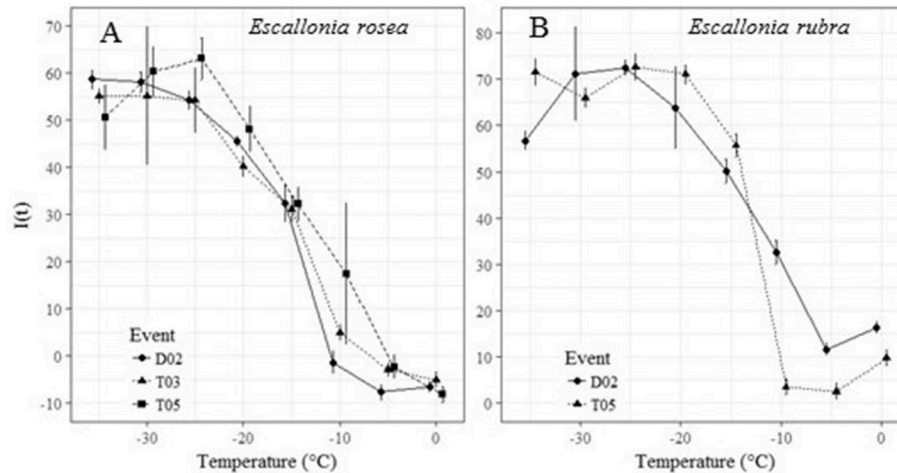 A
Escallonia rosea
B
Escallonia rubra
70
60
50
40
30
20
10
0
-10
I(t)
Event
D02
T03
T05
-30
-20
-10
0
Temperature (°C)
80
70
60
50
40
30
20
10
0
Event
D02
T05
-30
-20
-10
0
Temperature (°C)